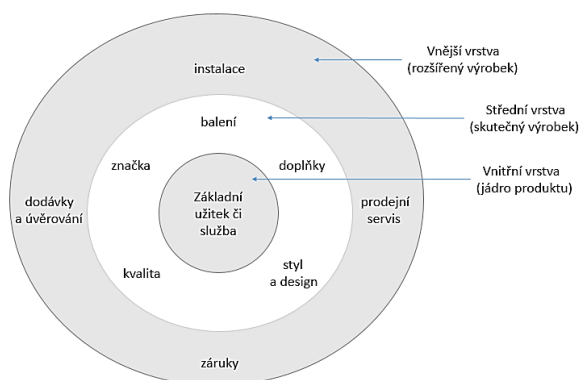 Vnější vrstva
(rozšířený výrobek)
instalace
Střední vrstva
(skutečný výrobek)
balení
značka
doplňky
Vnitřní vrstva
(jádro produktu)
Základní
užitek či
služba
dodávky
a úvěrování
prodejní
servis
kvalita
styl
a design
záruky